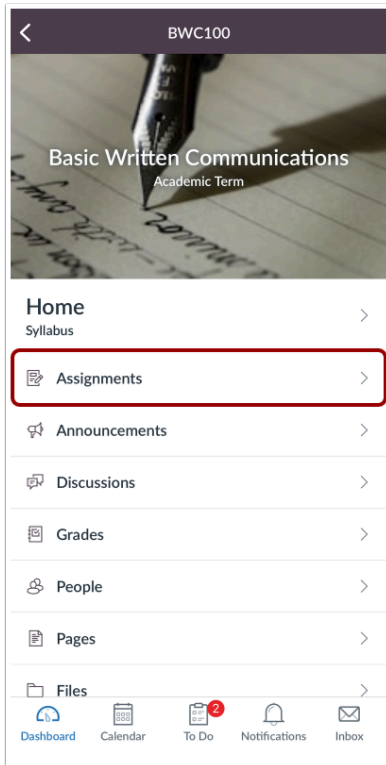 BWC100
Basic Written Communications
Academic Term
Home
Syllabus
Assignments
Announcements
Discussions
Grades
People
Pages
Files
2
Dashboard Calendar To Do Notifications Inbox